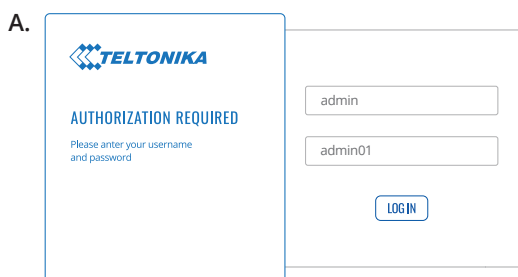 A.
TELTONIKA
AUTHORIZATION REQUIRED
Please anter your username
and password
admin
admin01
LOG IN